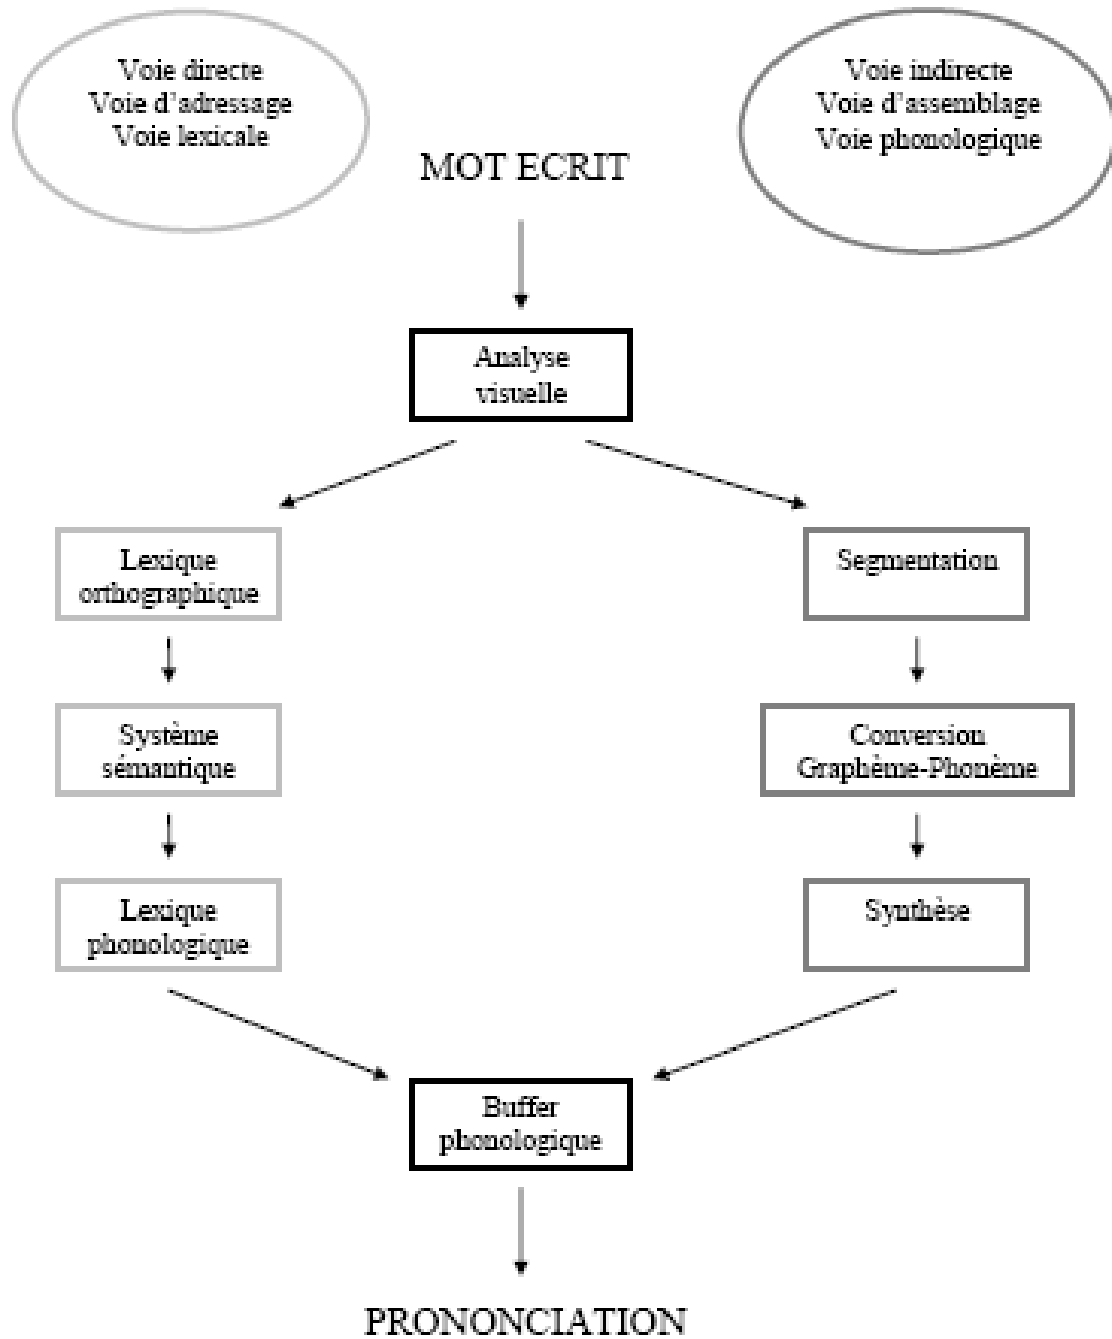 Voie directe
Voie d'adressage
Voie lexicale
Voie indirecte
Voie d'assemblage
Voie phonologique
MOT ECRIT
Analyse
visuelle
Lexique
orthographique
Segmentation
Système
sémantique
Conversion
Graphème-Phonème
Lexique
phonologique
Synthèse
Buffer
phonologique
PRONONCIATION